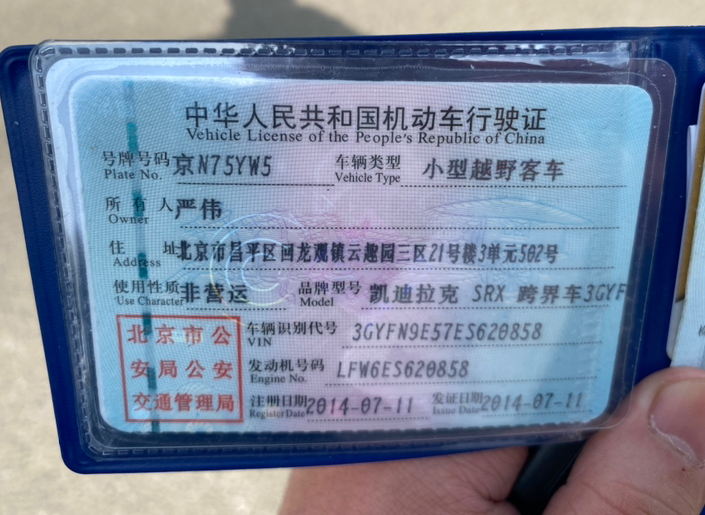 中华人民共和国机动车行驶证
Vehicle License of the People's Republic of China
号牌号码 京N75YW5 车辆类型 小型越野客车
Plate No. Vehicle Type
所有人 严伟
Owner
住址 北京市昌平区回龙观镇云趣园三区21号楼3单元502号
Address
使用性质 非营运 品牌型号 凯迪拉克 SRX 跨界车3GYF
Use Character Model
北京市公 车辆识别代号 3GYFN9E57ES620858
VIN
安局公安 发动机号码 LFW6ES620858
Engine No.
交通管理局 注册日期 2014-07-11 发证日期 2014-07-11
Register Date Issue Date